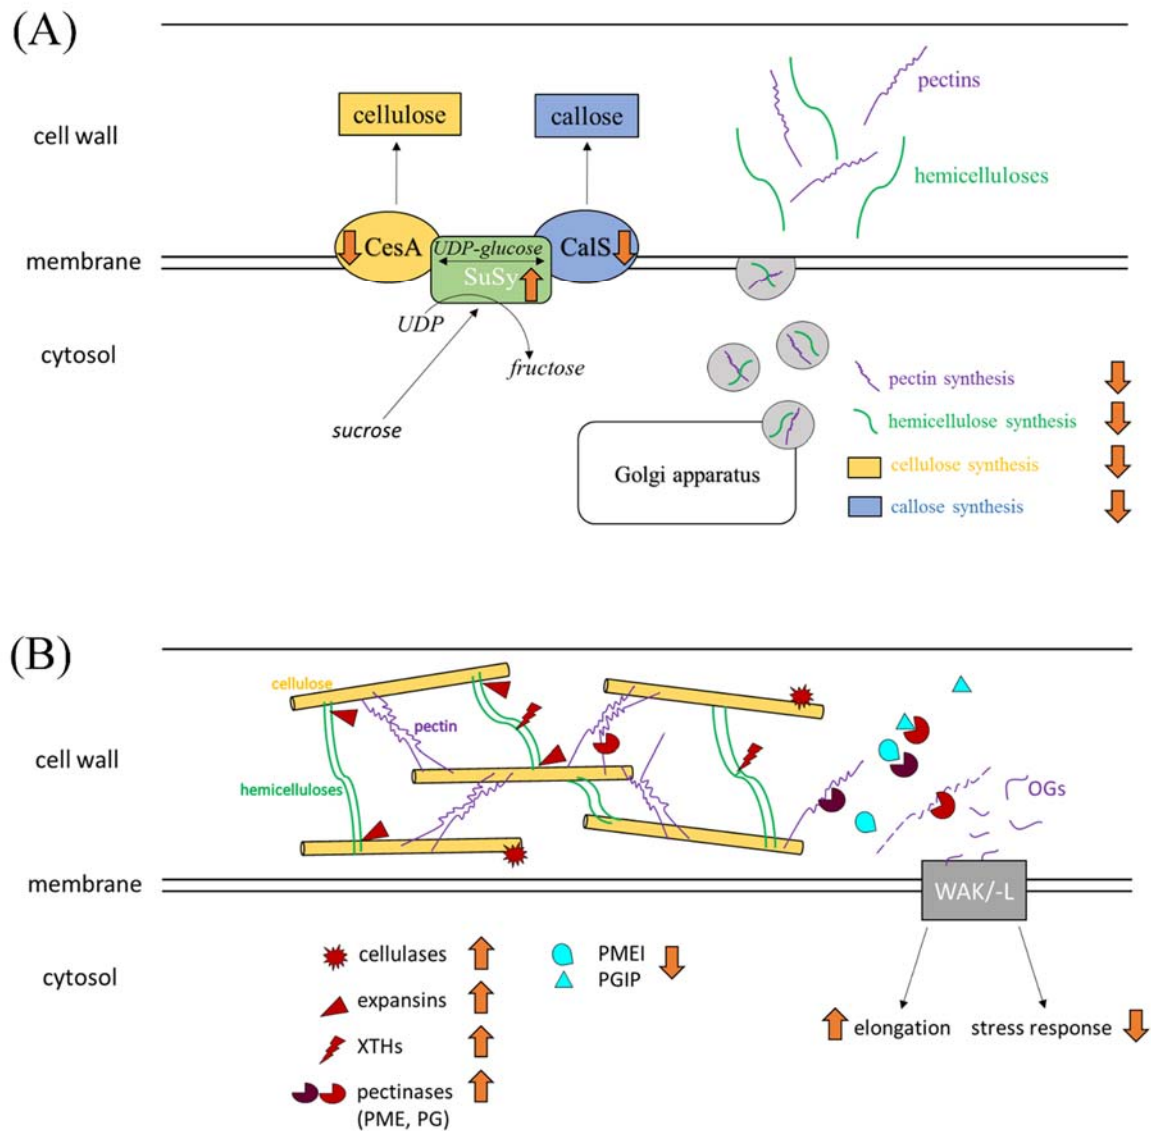 (A)
cell wall
cellulose
callose
pectins
hemicelluloses
membrane
CesA
UDP-glucose
CalS
SuSy
UDP
cytosol
fructose
sucrose
Golgi apparatus
pectin synthesis
hemicellulose synthesis
cellulose synthesis
callose synthesis
(B)
cellulose
pectin
cell wall
hemicelluloses
OGs
membrane
WAK/-L
cytosol
cellulases
expansins
XTHs
pectinases
(PME, PG)
PMEI
PGIP
elongation
stress response